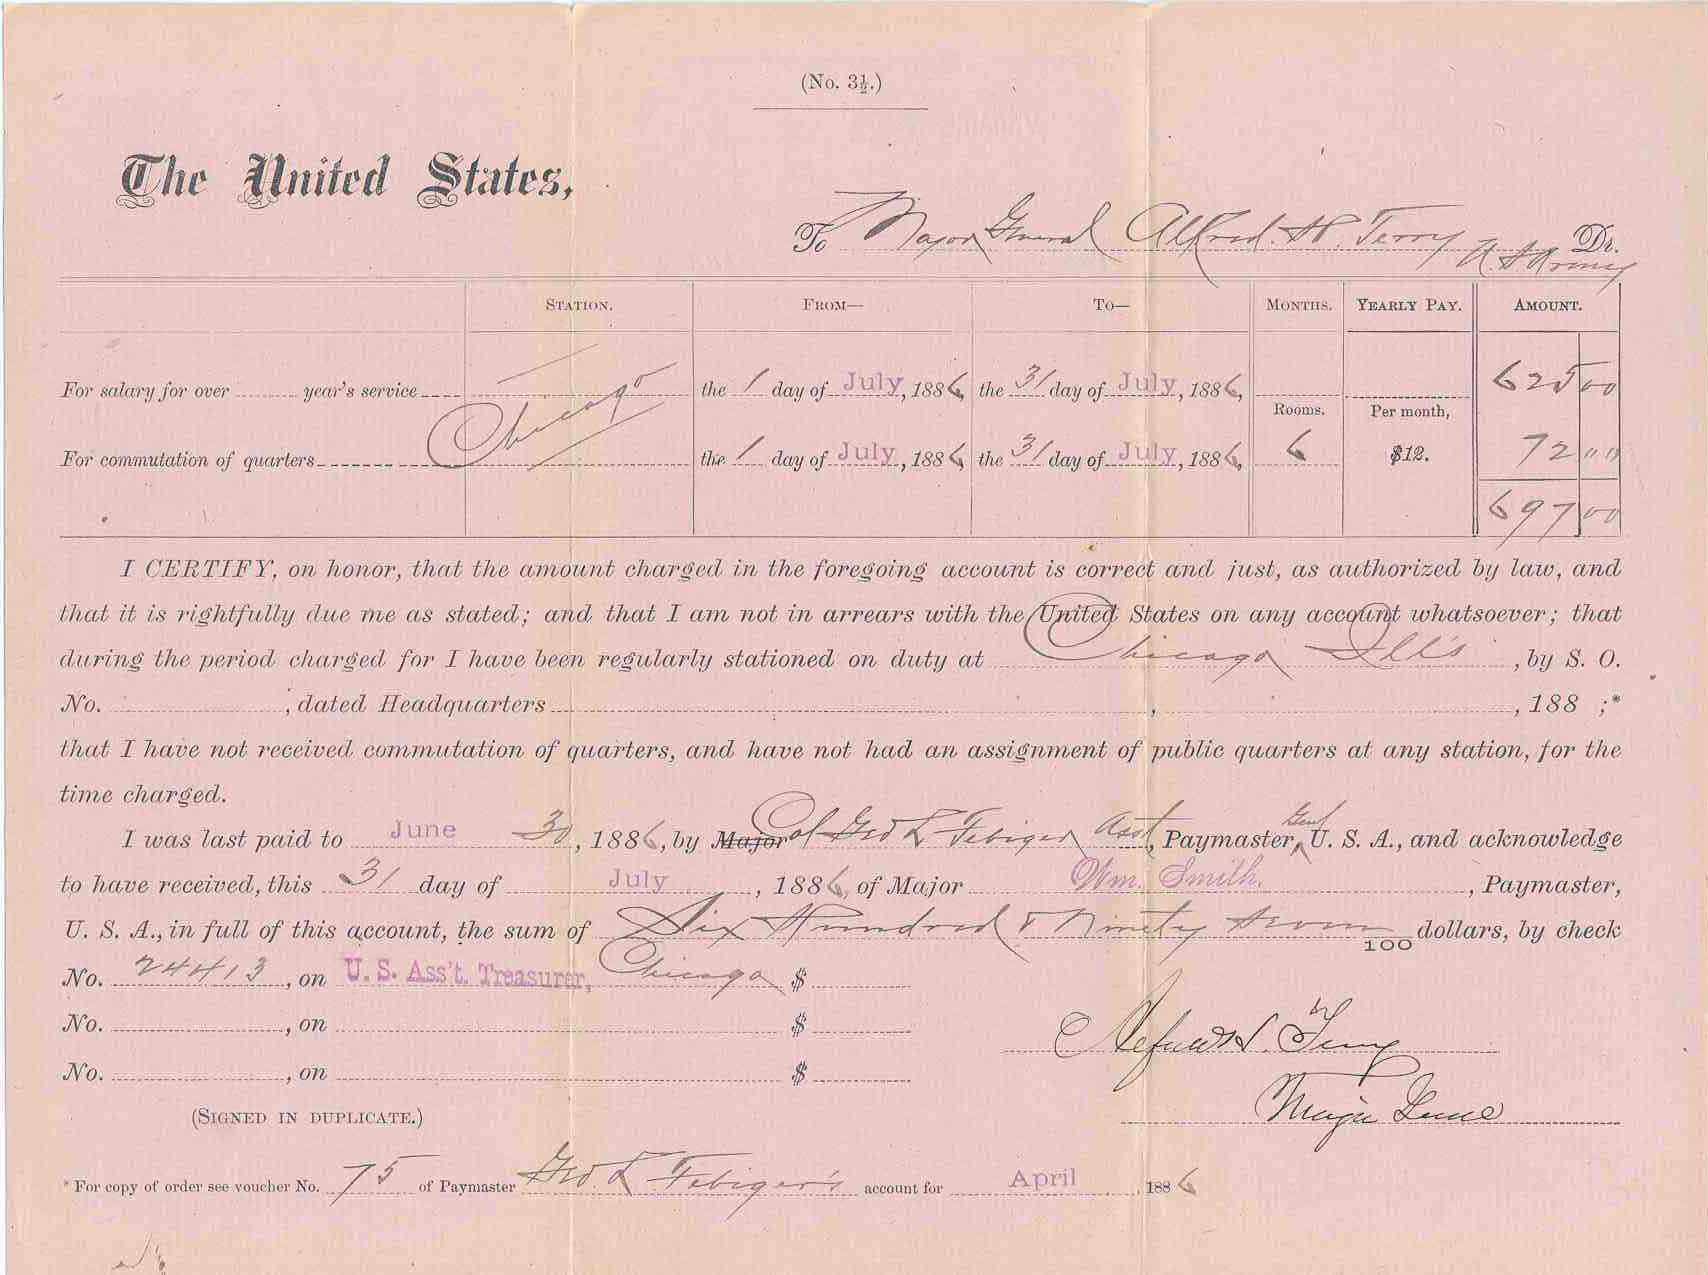 (No. 3½.)
The United States,
To Major General Alfred H. Terry U.S. Army Dr.
STATION. FROM— TO— MONTHS. YEARLY PAY. AMOUNT.
For salary for over year's service the 1 day of July, 1886, the 31 day of July, 1886, 625 00
Chicago
Rooms. Per month,
For commutation of quarters the 1 day of July, 1886, the 31 day of July, 1886, 6 $12. 72 " "
697 00
I CERTIFY, on honor, that the amount charged in the foregoing account is correct and just, as authorized by law, and
that it is rightfully due me as stated; and that I am not in arrears with the United States on any account whatsoever; that
during the period charged for I have been regularly stationed on duty at Chicago Ills, by S. O.
No. , dated Headquarters , , 188 ;*
that I have not received commutation of quarters, and have not had an assignment of public quarters at any station, for the
time charged.
I was last paid to June 30, 1886, by Major Col Geo L Febiger Asst, Paymaster, Genl U. S. A., and acknowledge
to have received, this 31 day of July, 1886, of Major Wm. Smith., Paymaster,
U. S. A., in full of this account, the sum of Six Hundred & Ninety seven 100 dollars, by check
No. 24413, on U. S. Ass't. Treasurer, Chicago $
No. , on $
Alfred H. Terry
No. , on $
Major Genl
(SIGNED IN DUPLICATE.)
* For copy of order see voucher No. 75 of Paymaster Geo. L Febiger's account for April, 1886